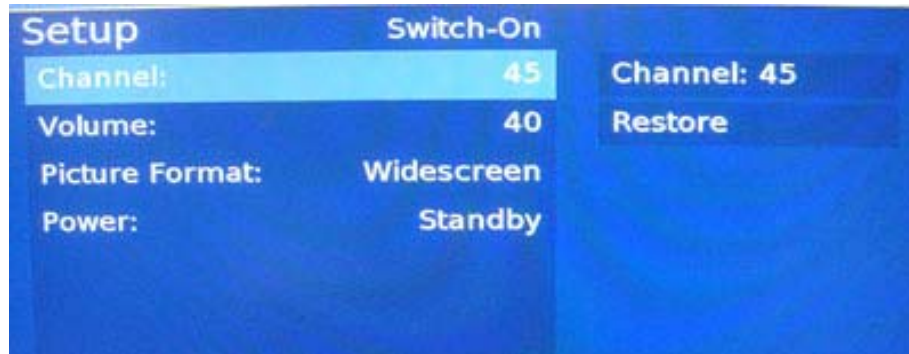 Setup Switch-On
Channel: 45
Volume: 40
Picture Format: Widescreen
Power: Standby
Channel: 45
Restore